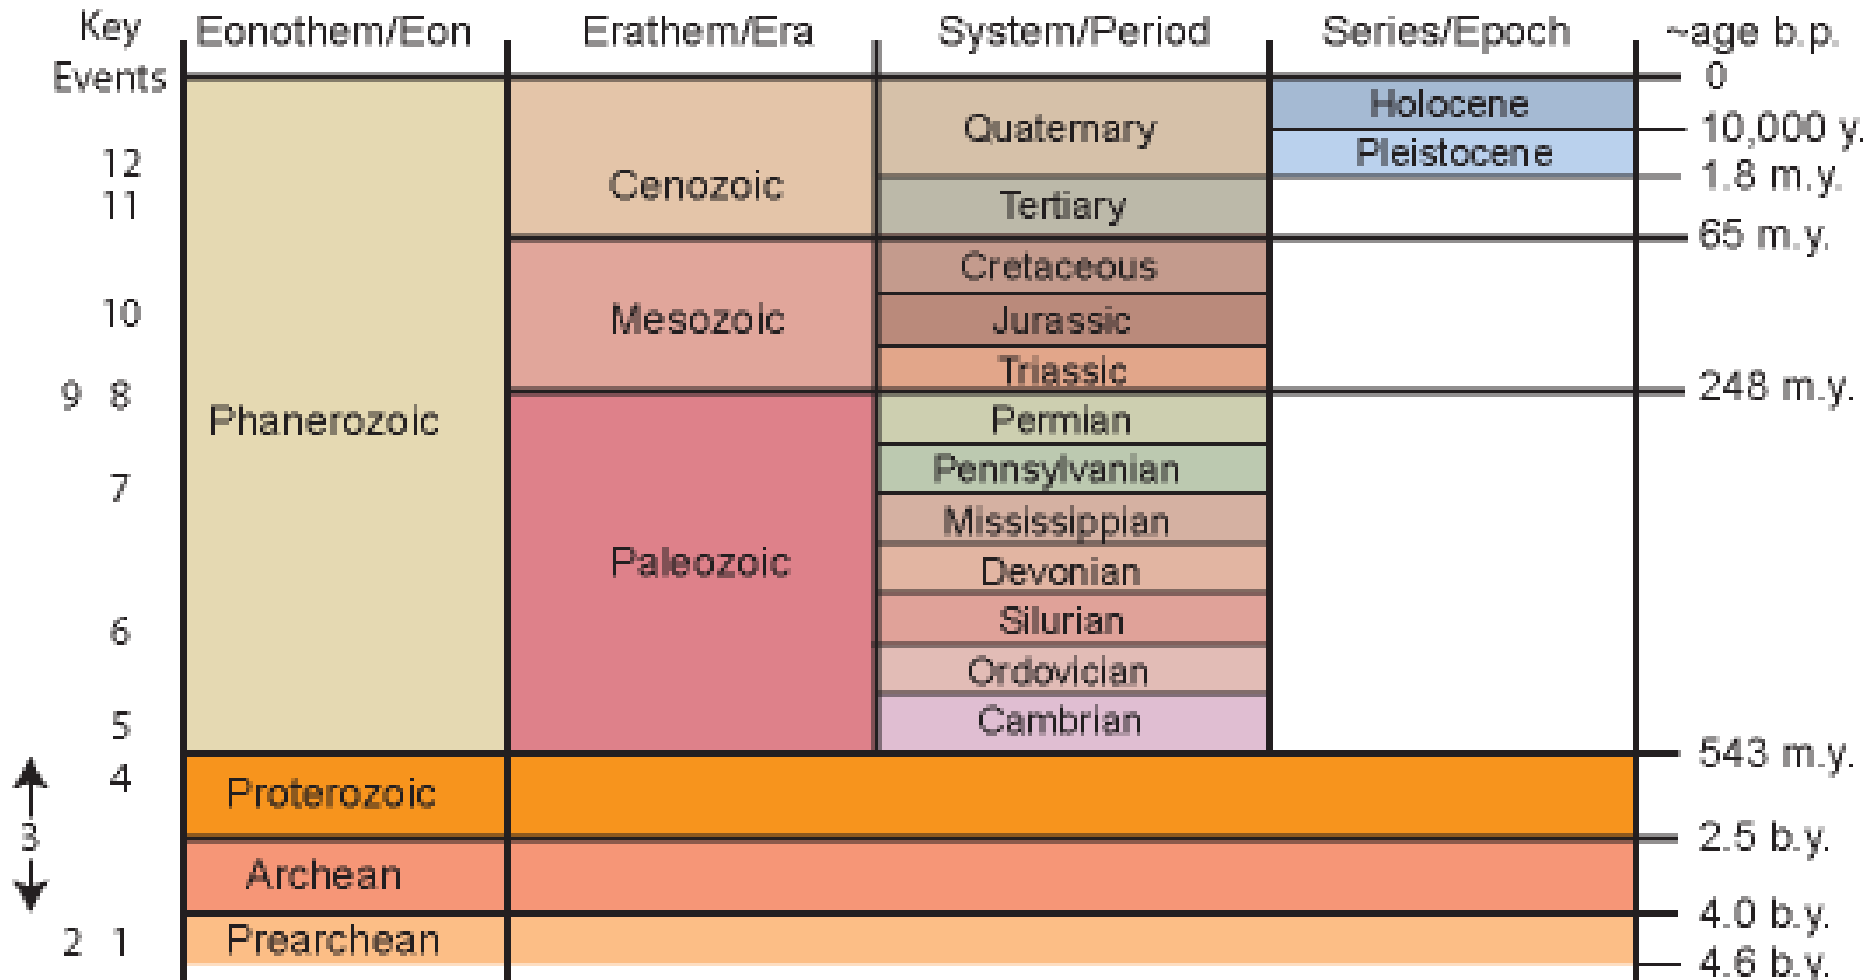 Key Eonothem/Eon Erathem/Era System/Period Series/Epoch ~age b.p.
Events 0
Holocene
Quaternary 10,000 y.
12 Pleistocene
1.8 m.y.
Cenozoic
11 Tertiary
65 m.y.
Cretaceous
10 Mesozoic Jurassic
Triassic
9 8 248 m.y.
Phanerozoic Permian
Pennsylvanian
7
Mississippian
Paleozoic Devonian
6 Silurian
Ordovician
5 Cambrian
543 m.y.
4
Proterozoic
3 2.5 b.y.
Archean
4.0 b.y.
2 1 Prearchean
4.6 b.y.